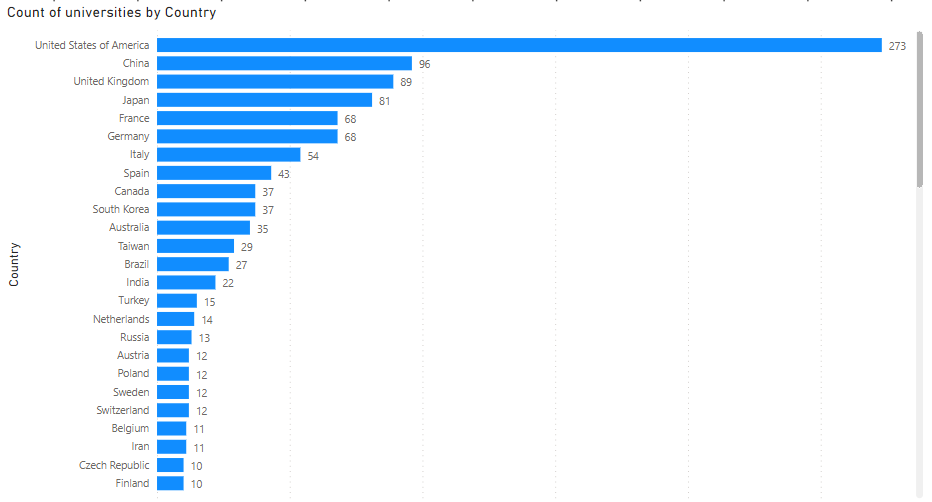 Count of universities by Country
Country
United States of America 273
China 96
United Kingdom 89
Japan 81
France 68
Germany 68
Italy 54
Spain 43
Canada 37
South Korea 37
Australia 35
Taiwan 29
Brazil 27
India 22
Turkey 15
Netherlands 14
Russia 13
Austria 12
Poland 12
Sweden 12
Switzerland 12
Belgium 11
Iran 11
Czech Republic 10
Finland 10